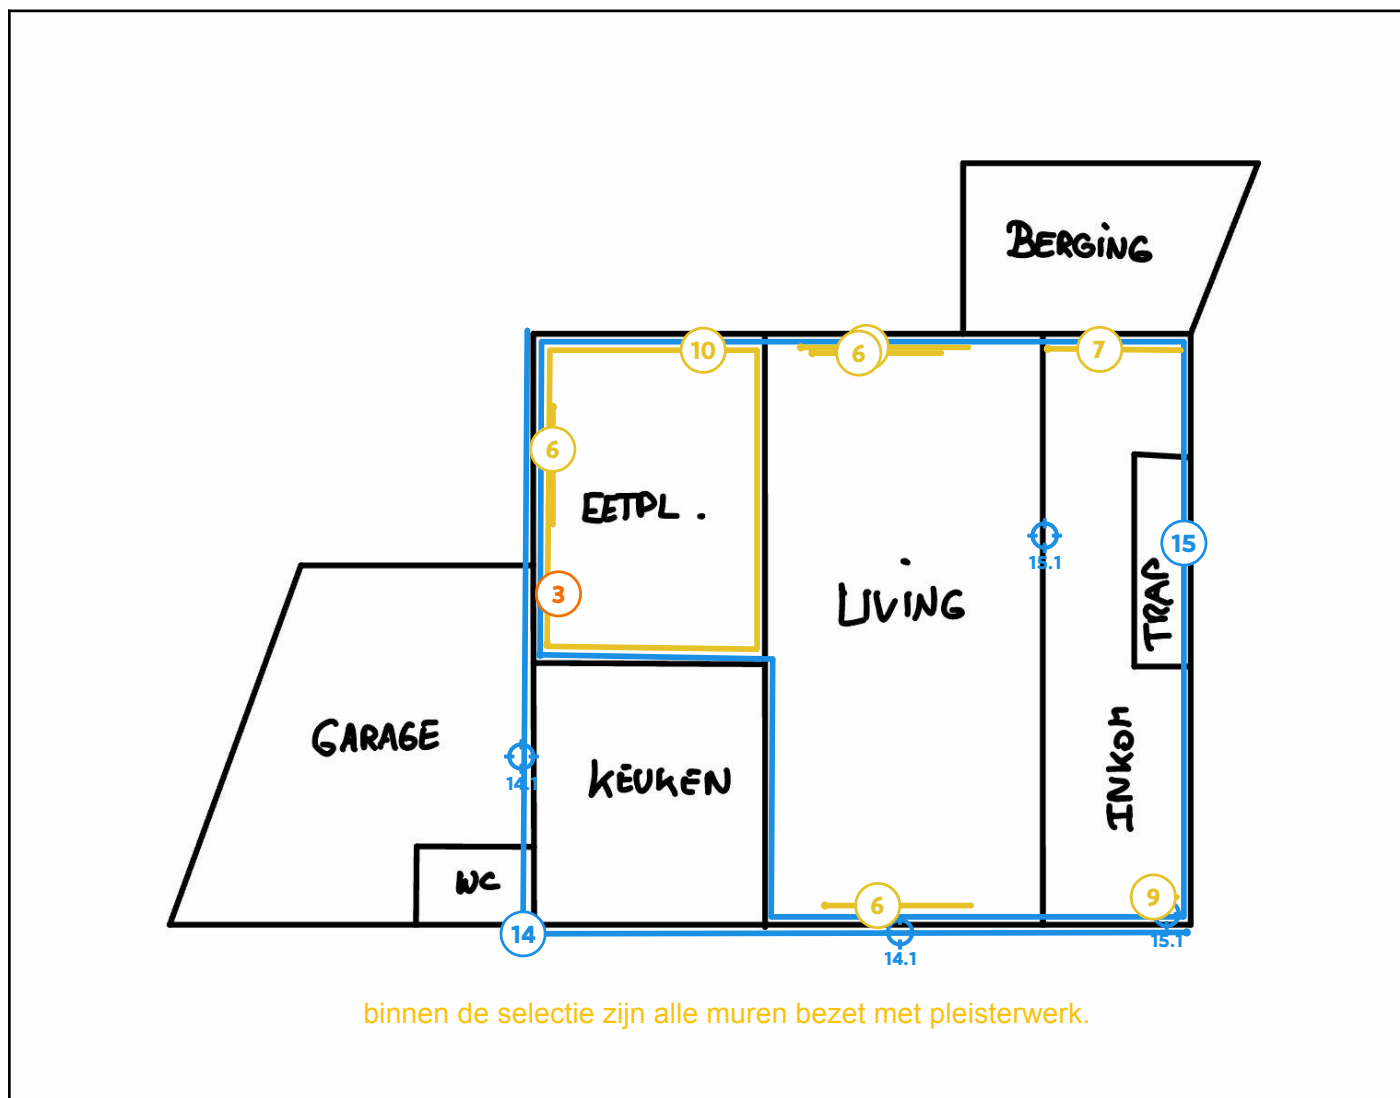 BERGING
10
6
7
6
EETPL.
15.1
15
3
LIVING
TRAP
GARAGE
14.1
KEUKEN
INKOM
WC
6
9
14
14.1
15.1
binnen de selectie zijn alle muren bezet met pleisterwerk.